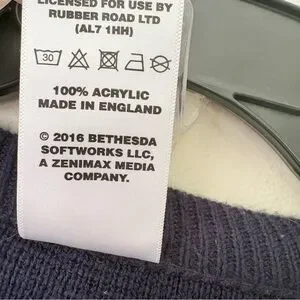 LICENSED FOR USE BY
RUBBER ROAD LTD
(AL7 1HH)
30
100% ACRYLIC
MADE IN ENGLAND
© 2016 BETHESDA
SOFTWORKS LLC,
A ZENIMAX MEDIA
COMPANY.